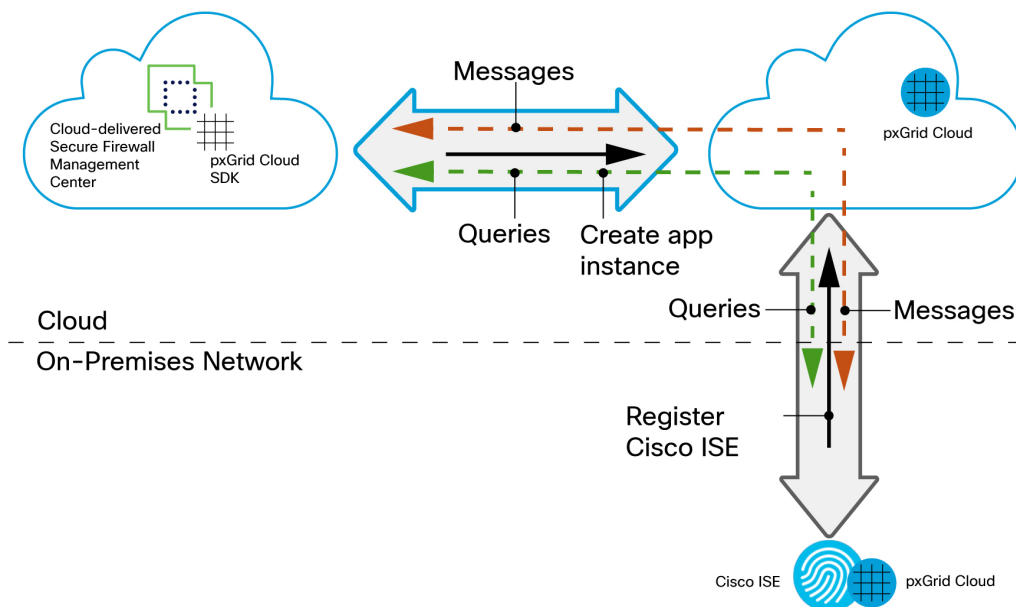 Messages
pxGrid Cloud
Cloud-delivered
Secure Firewall
Management
Center
pxGrid Cloud
SDK
Queries
Create app
instance
Queries
Messages
Cloud
On-Premises Network
Register
Cisco ISE
Cisco ISE
pxGrid Cloud